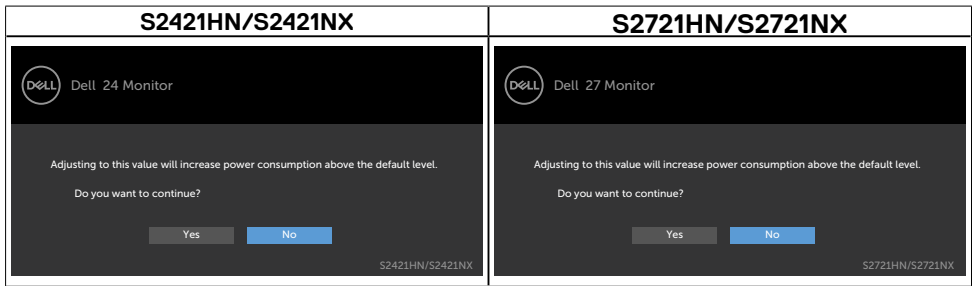 S2421HN/S2421NX
S2721HN/S2721NX
DELL Dell 24 Monitor
Adjusting to this value will increase power consumption above the default level.
Do you want to continue?
Yes No
S2421HN/S2421NX
DELL Dell 27 Monitor
Adjusting to this value will increase power consumption above the default level.
Do you want to continue?
Yes No
S2721HN/S2721NX